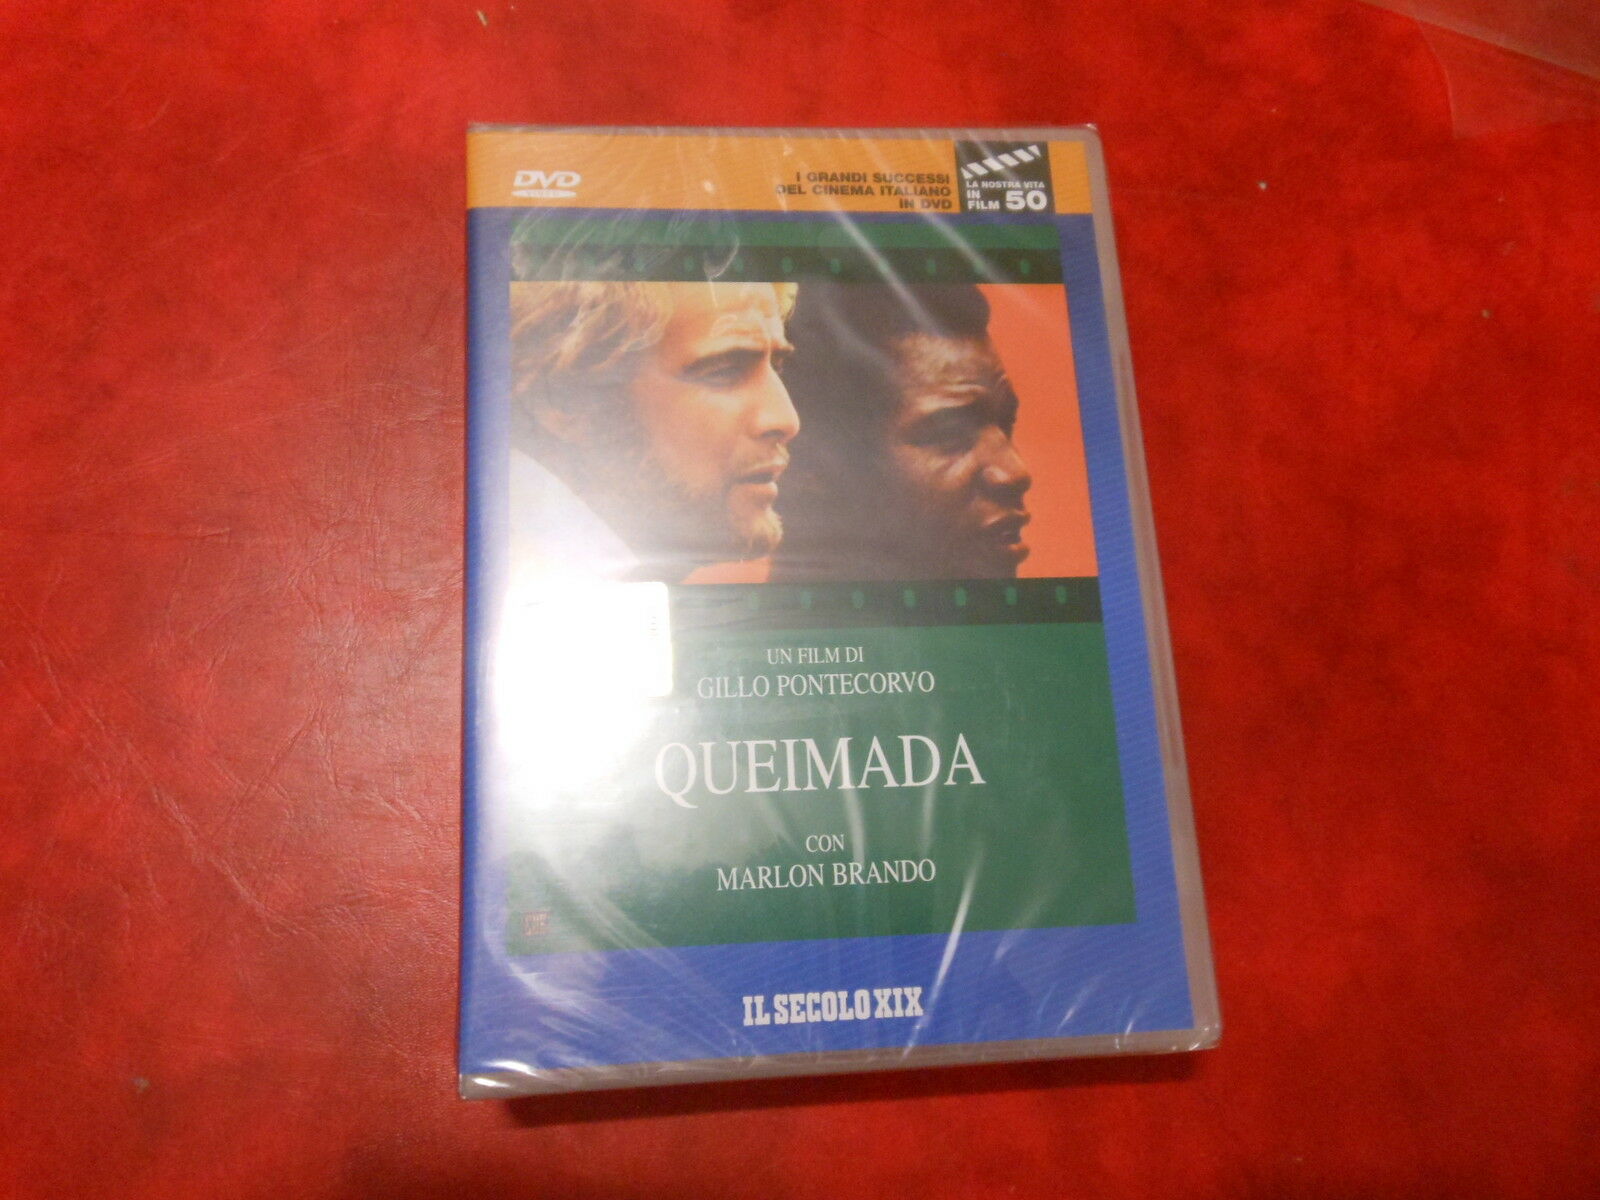 DVD
VIDEO
I GRANDI SUCCESSI
DEL CINEMA ITALIANO
IN DVD
LA NOSTRA VITA
IN
FILM 50
UN FILM DI
GILLO PONTECORVO
QUEIMADA
CON
MARLON BRANDO
IL SECOLO XIX